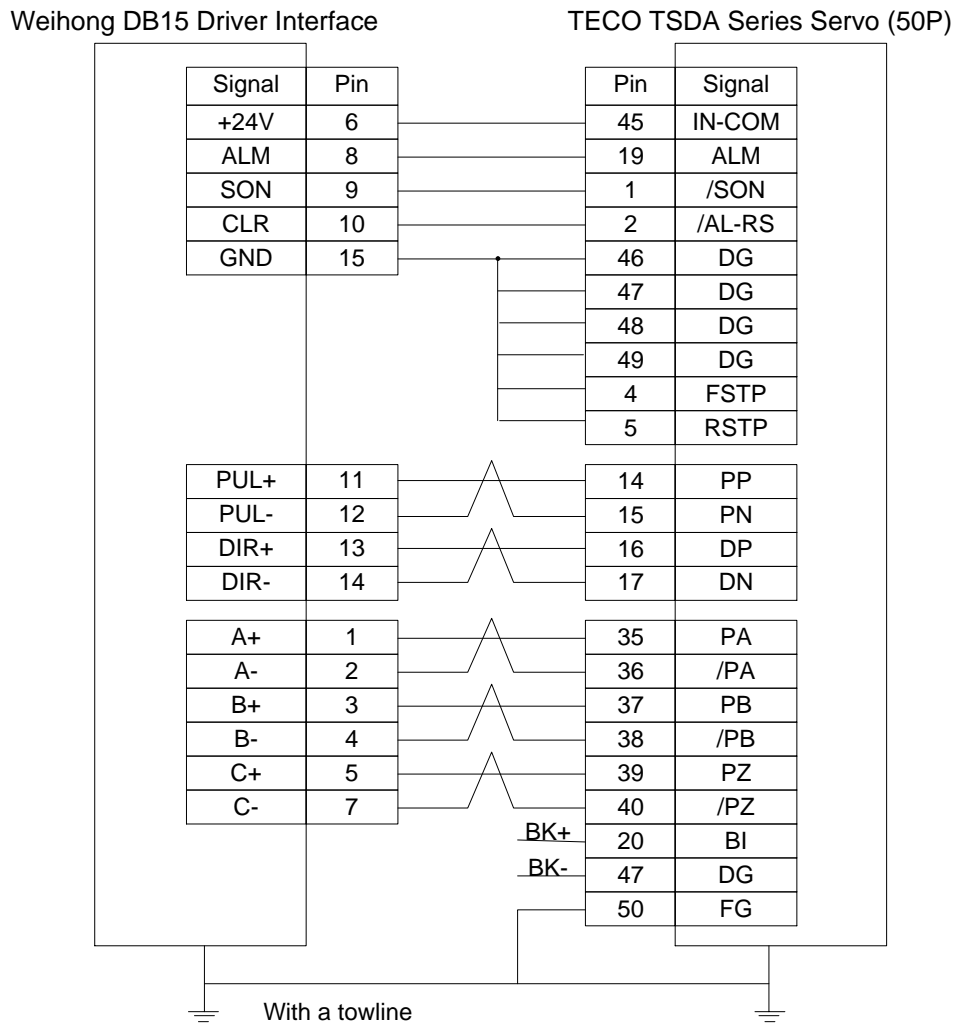 Weihong DB15 Driver Interface TECO TSDA Series Servo (50P)
Signal Pin Pin Signal
+24V 6 45 IN-COM
ALM 8 19 ALM
SON 9 1 /SON
CLR 10 2 /AL-RS
GND 15 46 DG
47 DG
48 DG
49 DG
4 FSTP
5 RSTP
PUL+ 11 14 PP
PUL- 12 15 PN
DIR+ 13 16 DP
DIR- 14 17 DN
A+ 1 35 PA
A- 2 36 /PA
B+ 3 37 PB
B- 4 38 /PB
C+ 5 39 PZ
C- 7 40 /PZ
BK+ 20 BI
BK- 47 DG
50 FG
With a towline